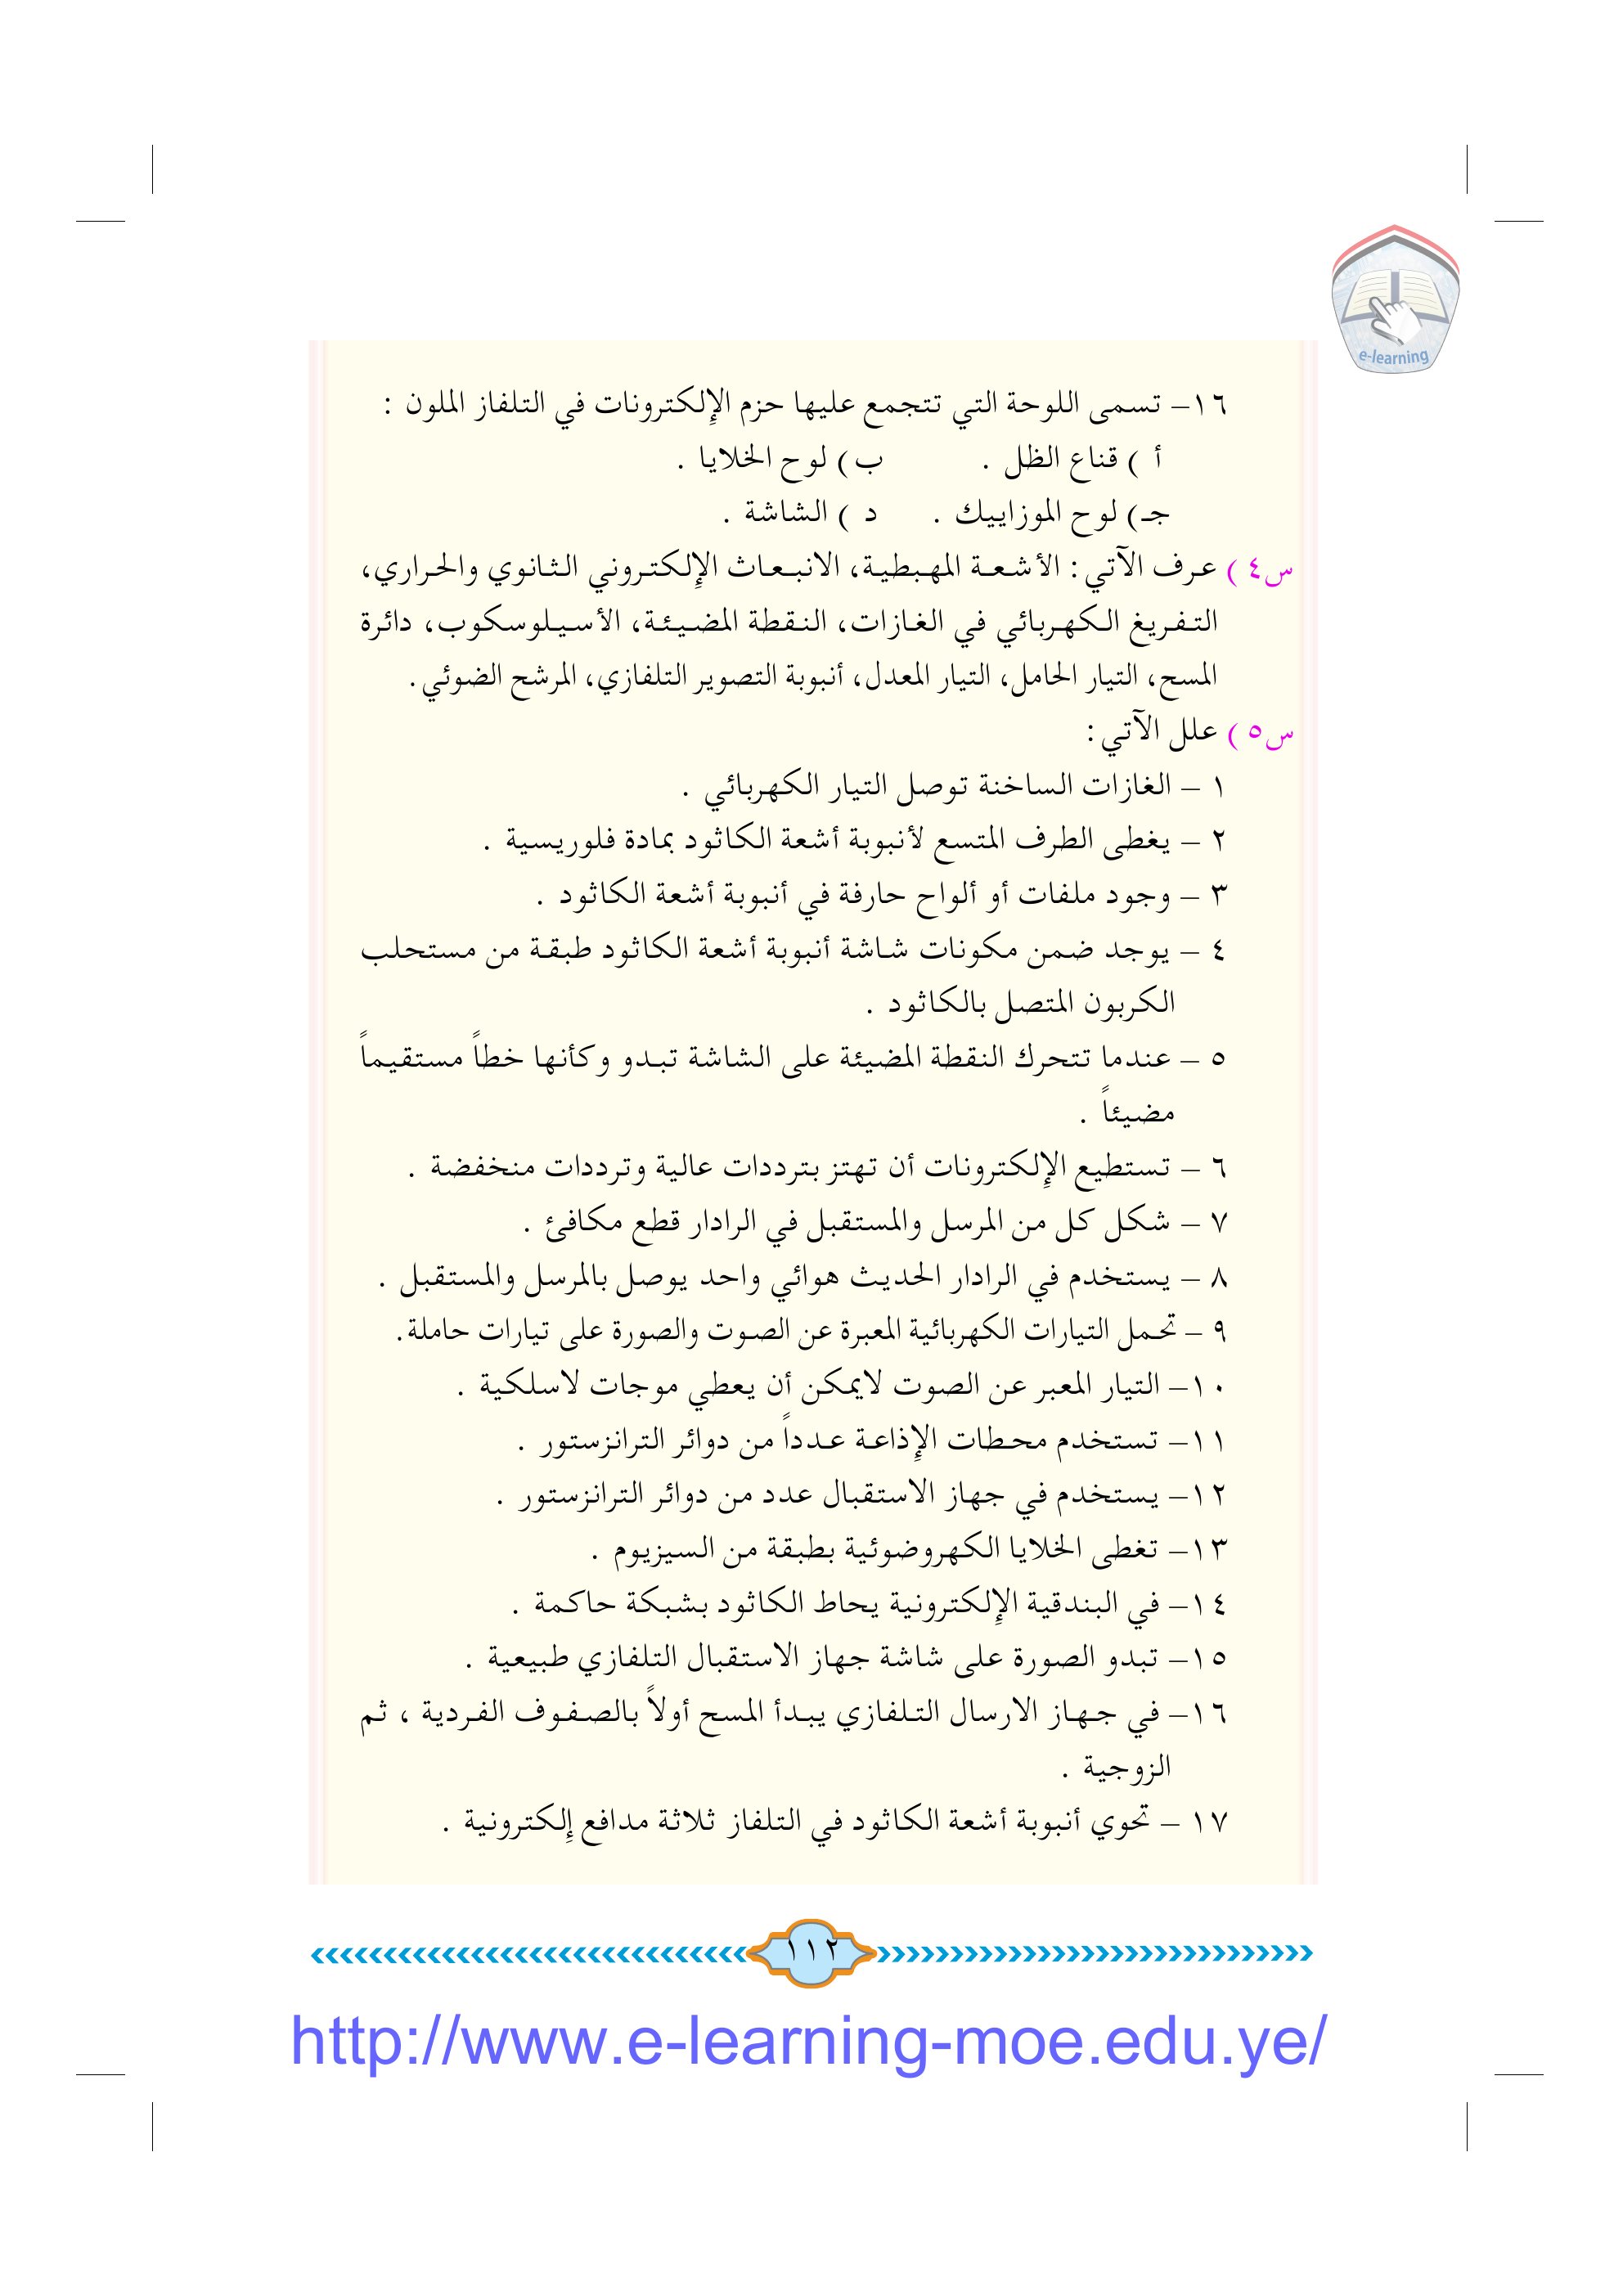 e-learning
١٦– تسمى اللوحة التي تتجمع عليها حزم الإلكترونات في التلفاز الملون :
أ ) قناع الظل . ب) لوح الخلايا .
جـ) لوح الموزاييك . د ) الشاشة .
س٤ ) عرف الآتي : الأشعة المهبطية، الانبعاث الإلكتروني الثانوي والحراري،
التفريغ الكهربائي في الغازات، النقطة المضيئة، الأسيلوسكوب، دائرة
المسح، التيار الحامل، التيار المعدل، أنبوبة التصوير التلفازي، المرشح الضوئي.
س٥ ) علل الآتي :
١ – الغازات الساخنة توصل التيار الكهربائي .
٢ – يغطى الطرف المتسع لأنبوبة أشعة الكاثود بمادة فلوريسية .
٣ – وجود ملفات أو ألواح حارفة في أنبوبة أشعة الكاثود .
٤ – يوجد ضمن مكونات شاشة أنبوبة أشعة الكاثود طبقة من مستحلب
الكربون المتصل بالكاثود .
٥ – عندما تتحرك النقطة المضيئة على الشاشة تبدو وكأنها خطاً مستقيماً
مضيئاً .
٦ – تستطيع الإلكترونات أن تهتز بترددات عالية وترددات منخفضة .
٧ – شكل كل من المرسل والمستقبل في الرادار قطع مكافئ .
٨ – يستخدم في الرادار الحديث هوائي واحد يوصل بالمرسل والمستقبل .
٩ – تحمل التيارات الكهربائية المعبرة عن الصوت والصورة على تيارات حاملة.
١٠– التيار المعبر عن الصوت لايمكن أن يعطي موجات لاسلكية .
١١– تستخدم محطات الإذاعة عدداً من دوائر الترانزستور .
١٢– يستخدم في جهاز الاستقبال عدد من دوائر الترانزستور .
١٣– تغطى الخلايا الكهروضوئية بطبقة من السيزيوم .
١٤– في البندقية الإلكترونية يحاط الكاثود بشبكة حاكمة .
١٥– تبدو الصورة على شاشة جهاز الاستقبال التلفازي طبيعية .
١٦– في جهاز الارسال التلفازي يبدأ المسح أولاً بالصفوف الفردية ، ثم
الزوجية .
١٧ – تحوي أنبوبة أشعة الكاثود في التلفاز ثلاثة مدافع إلكترونية .
١١٢
http://www.e-learning-moe.edu.ye/